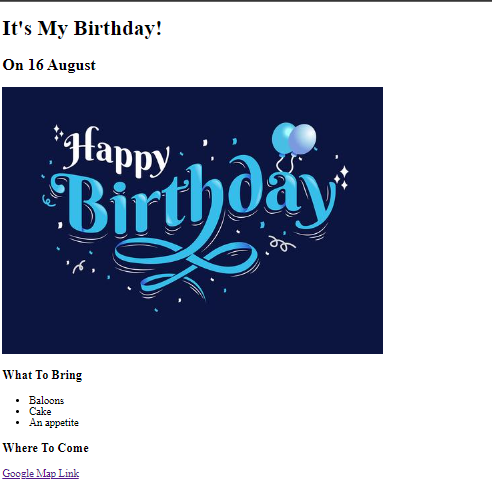 It's My Birthday!
On 16 August
Happy
Birthday
What To Bring
Baloons
Cake
An appetite
Where To Come
Google Map Link